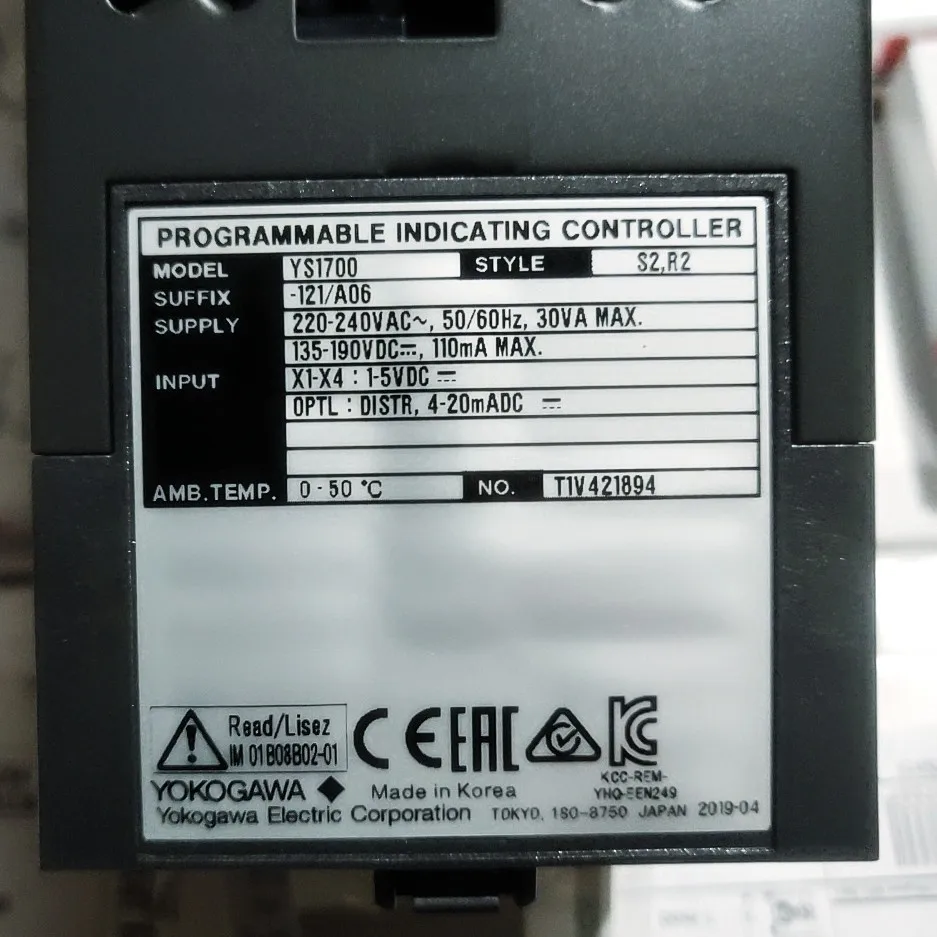 PROGRAMMABLE INDICATING CONTROLLER
MODEL YS1700 STYLE S2,R2
SUFFIX -121/A06
SUPPLY 220-240VAC~, 50/60Hz, 30VA MAX.
135-190VDC⎓, 110mA MAX.
INPUT X1-X4 : 1-5VDC ⎓
OPTL : DISTR, 4-20mADC ⎓
AMB.TEMP. 0 - 50 °C NO. T1V421894
Read/Lisez
IM 01B08B02-01
CE EAC KC
KCC-REM-
YHQ-EEN249
YOKOGAWA ◆ Made in Korea
Yokogawa Electric Corporation TOKYO, 180-8750 JAPAN 2019-04